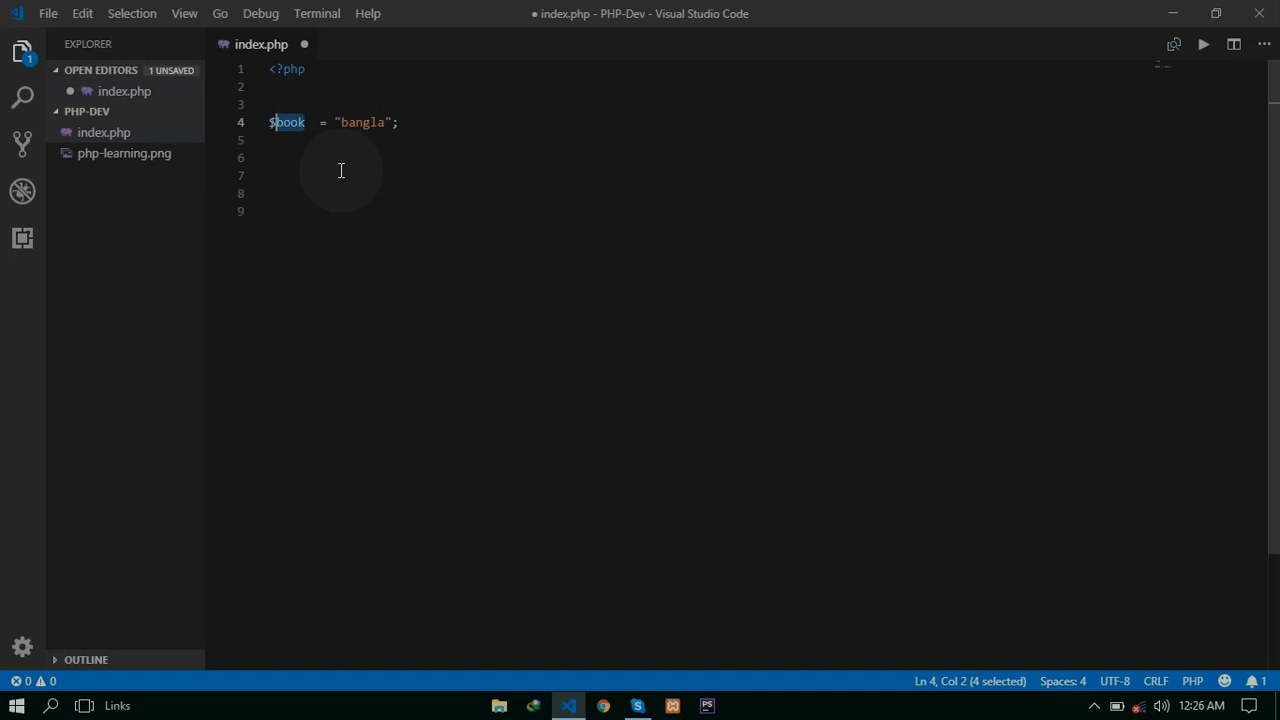 File Edit Selection View Go Debug Terminal Help
● index.php - PHP-Dev - Visual Studio Code
EXPLORER
OPEN EDITORS 1 UNSAVED
index.php
PHP-DEV
index.php
php-learning.png
OUTLINE
1
index.php
1 <?php
2
3
4 $book  = "bangla";
5
6
7
8
9
0 0
Ln 4, Col 2 (4 selected) Spaces: 4 UTF-8 CRLF PHP 1
Links
PS
12:26 AM